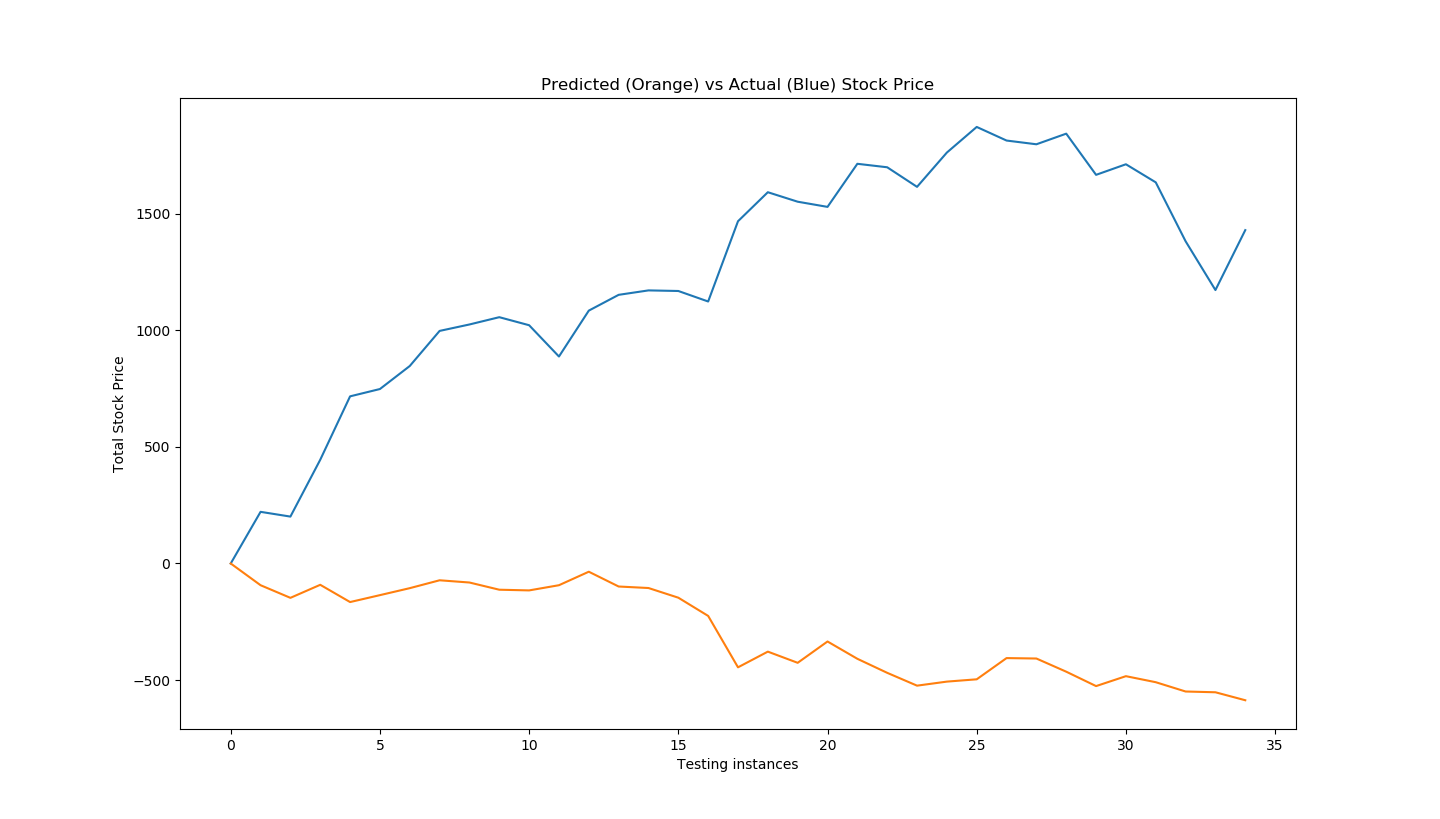 Predicted (Orange) vs Actual (Blue) Stock Price
1500
1000
500
0
−500
Total Stock Price
0 5 10 15 20 25 30 35
Testing instances